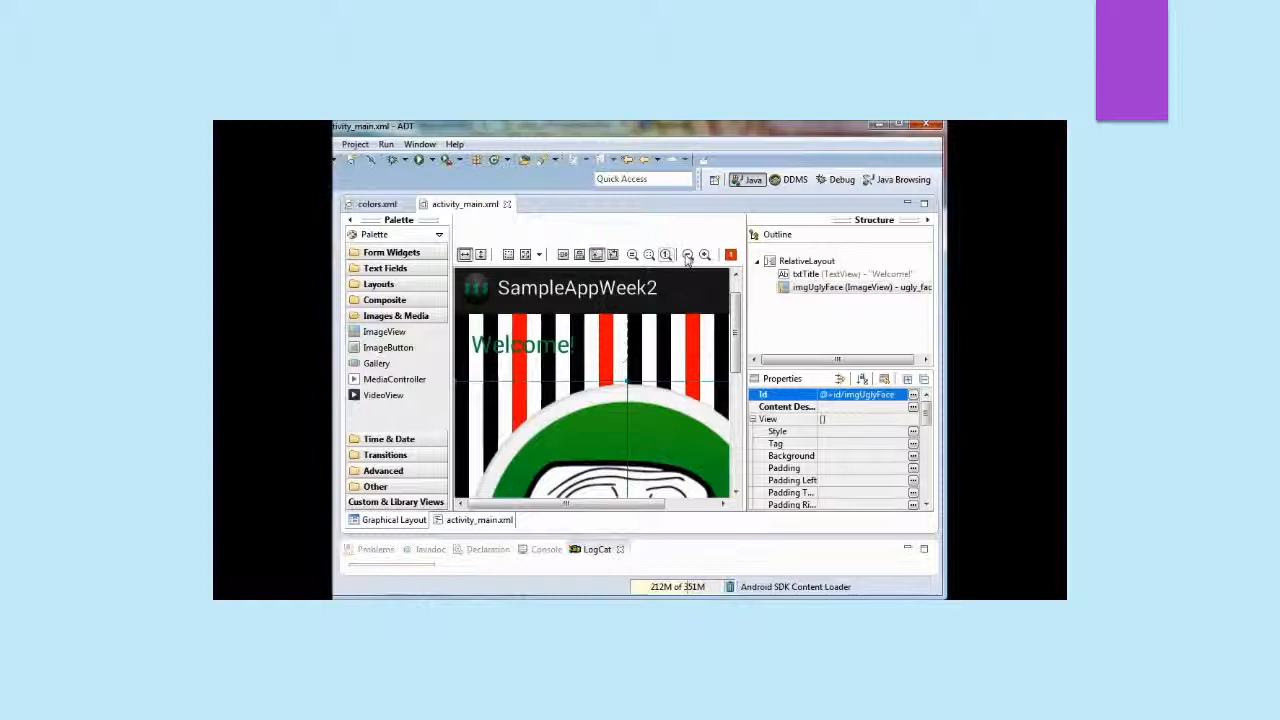 tivity_main.xml - ADT
Project Run Window Help
Quick Access
Java DDMS Debug Java Browsing
colors.xml activity_main.xml
Palette
Structure
Palette
Outline
Form Widgets
Text Fields
Layouts
Composite
Images & Media
ImageView
ImageButton
Gallery
MediaController
VideoView
Time & Date
Transitions
Advanced
Other
Custom & Library Views
SampleAppWeek2
Welcome!
1
RelativeLayout
Ab txtTitle (TextView) - "Welcome!"
imgUglyFace (ImageView) - ugly_fac
Properties
Id @+id/imgUglyFace
Content Des...
View []
Style
Tag
Background
Padding
Padding Left
Padding T...
Padding Ri...
Graphical Layout activity_main.xml
Problems Javadoc Declaration Console LogCat
212M of 351M Android SDK Content Loader